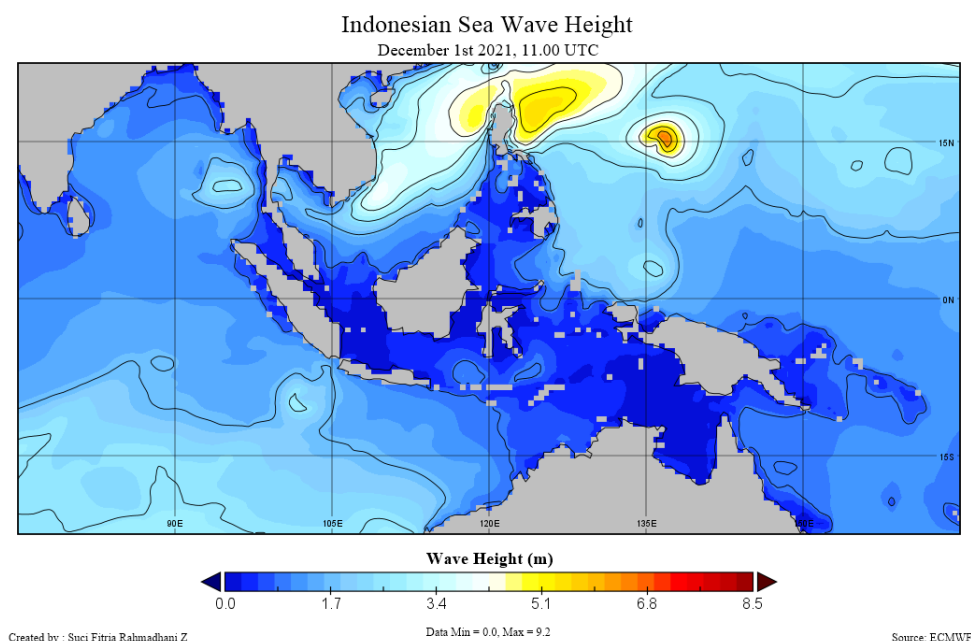 Indonesian Sea Wave Height
December 1st 2021, 11.00 UTC
15N
0N
15S
90E
105E
120E
135E
150E
Wave Height (m)
0.0 1.7 3.4 5.1 6.8 8.5
Data Min = 0.0, Max = 9.2
Created by : Suci Fitria Rahmadhani Z
Source: ECMWF